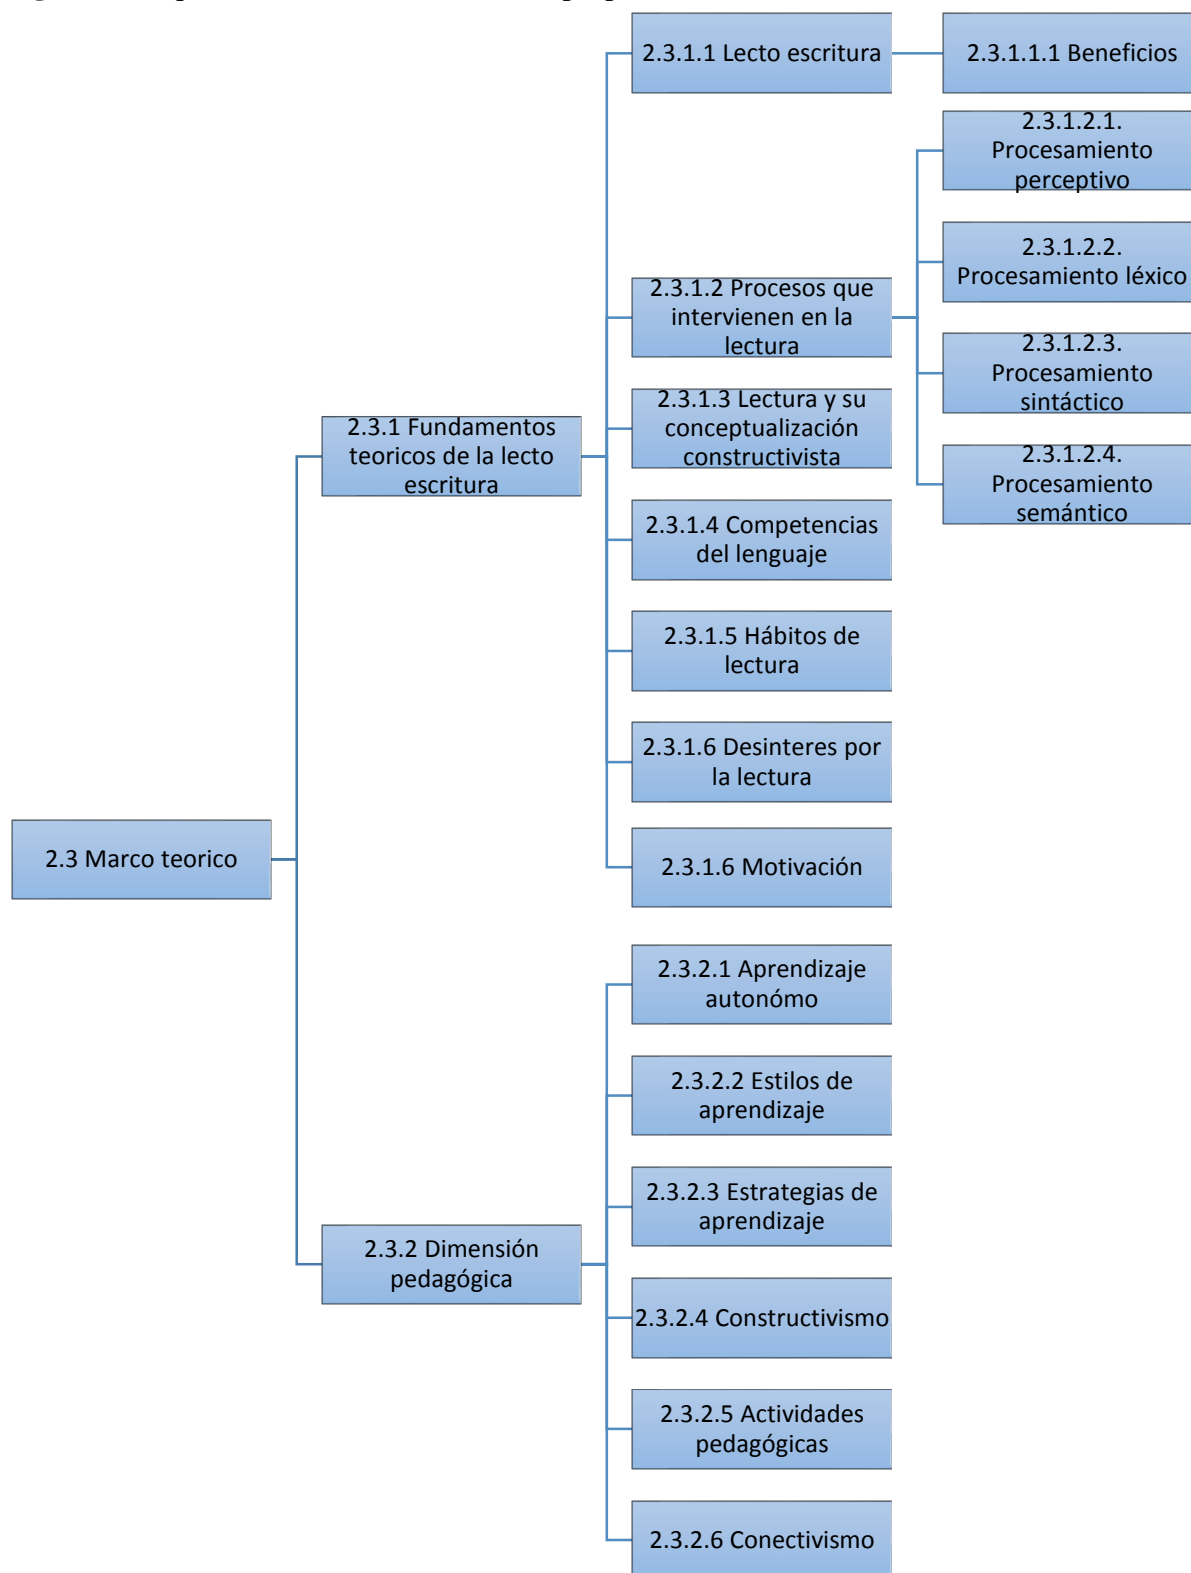 2.3 Marco teorico
2.3.1 Fundamentos
teoricos de la lecto
escritura
2.3.1.1 Lecto escritura
2.3.1.1.1 Beneficios
2.3.1.2 Procesos que
intervienen en la
lectura
2.3.1.2.1.
Procesamiento
perceptivo
2.3.1.2.2.
Procesamiento léxico
2.3.1.2.3.
Procesamiento
sintáctico
2.3.1.2.4.
Procesamiento
semántico
2.3.1.3 Lectura y su
conceptualización
constructivista
2.3.1.4 Competencias
del lenguaje
2.3.1.5 Hábitos de
lectura
2.3.1.6 Desinteres por
la lectura
2.3.1.6 Motivación
2.3.2 Dimensión
pedagógica
2.3.2.1 Aprendizaje
autonómo
2.3.2.2 Estilos de
aprendizaje
2.3.2.3 Estrategias de
aprendizaje
2.3.2.4 Constructivismo
2.3.2.5 Actividades
pedagógicas
2.3.2.6 Conectivismo